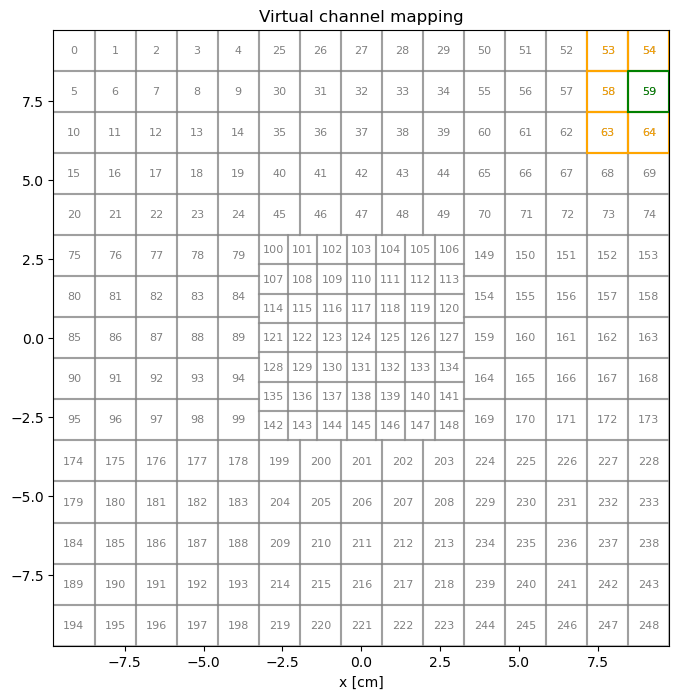 Virtual channel mapping
0 1 2 3 4 25 26 27 28 29 50 51 52 53 54
7.5 5 6 7 8 9 30 31 32 33 34 55 56 57 58 59
10 11 12 13 14 35 36 37 38 39 60 61 62 63 64
5.0 15 16 17 18 19 40 41 42 43 44 65 66 67 68 69
20 21 22 23 24 45 46 47 48 49 70 71 72 73 74
2.5 75 76 77 78 79 100 101 102 103 104 105 106 149 150 151 152 153
107 108 109 110 111 112 113
80 81 82 83 84 114 115 116 117 118 119 120 154 155 156 157 158
0.0 85 86 87 88 89 121 122 123 124 125 126 127 159 160 161 162 163
90 91 92 93 94 128 129 130 131 132 133 134 164 165 166 167 168
135 136 137 138 139 140 141
−2.5 95 96 97 98 99 142 143 144 145 146 147 148 169 170 171 172 173
174 175 176 177 178 199 200 201 202 203 224 225 226 227 228
−5.0 179 180 181 182 183 204 205 206 207 208 229 230 231 232 233
184 185 186 187 188 209 210 211 212 213 234 235 236 237 238
−7.5 189 190 191 192 193 214 215 216 217 218 239 240 241 242 243
194 195 196 197 198 219 220 221 222 223 244 245 246 247 248
−7.5 −5.0 −2.5 0.0 2.5 5.0 7.5
x [cm]